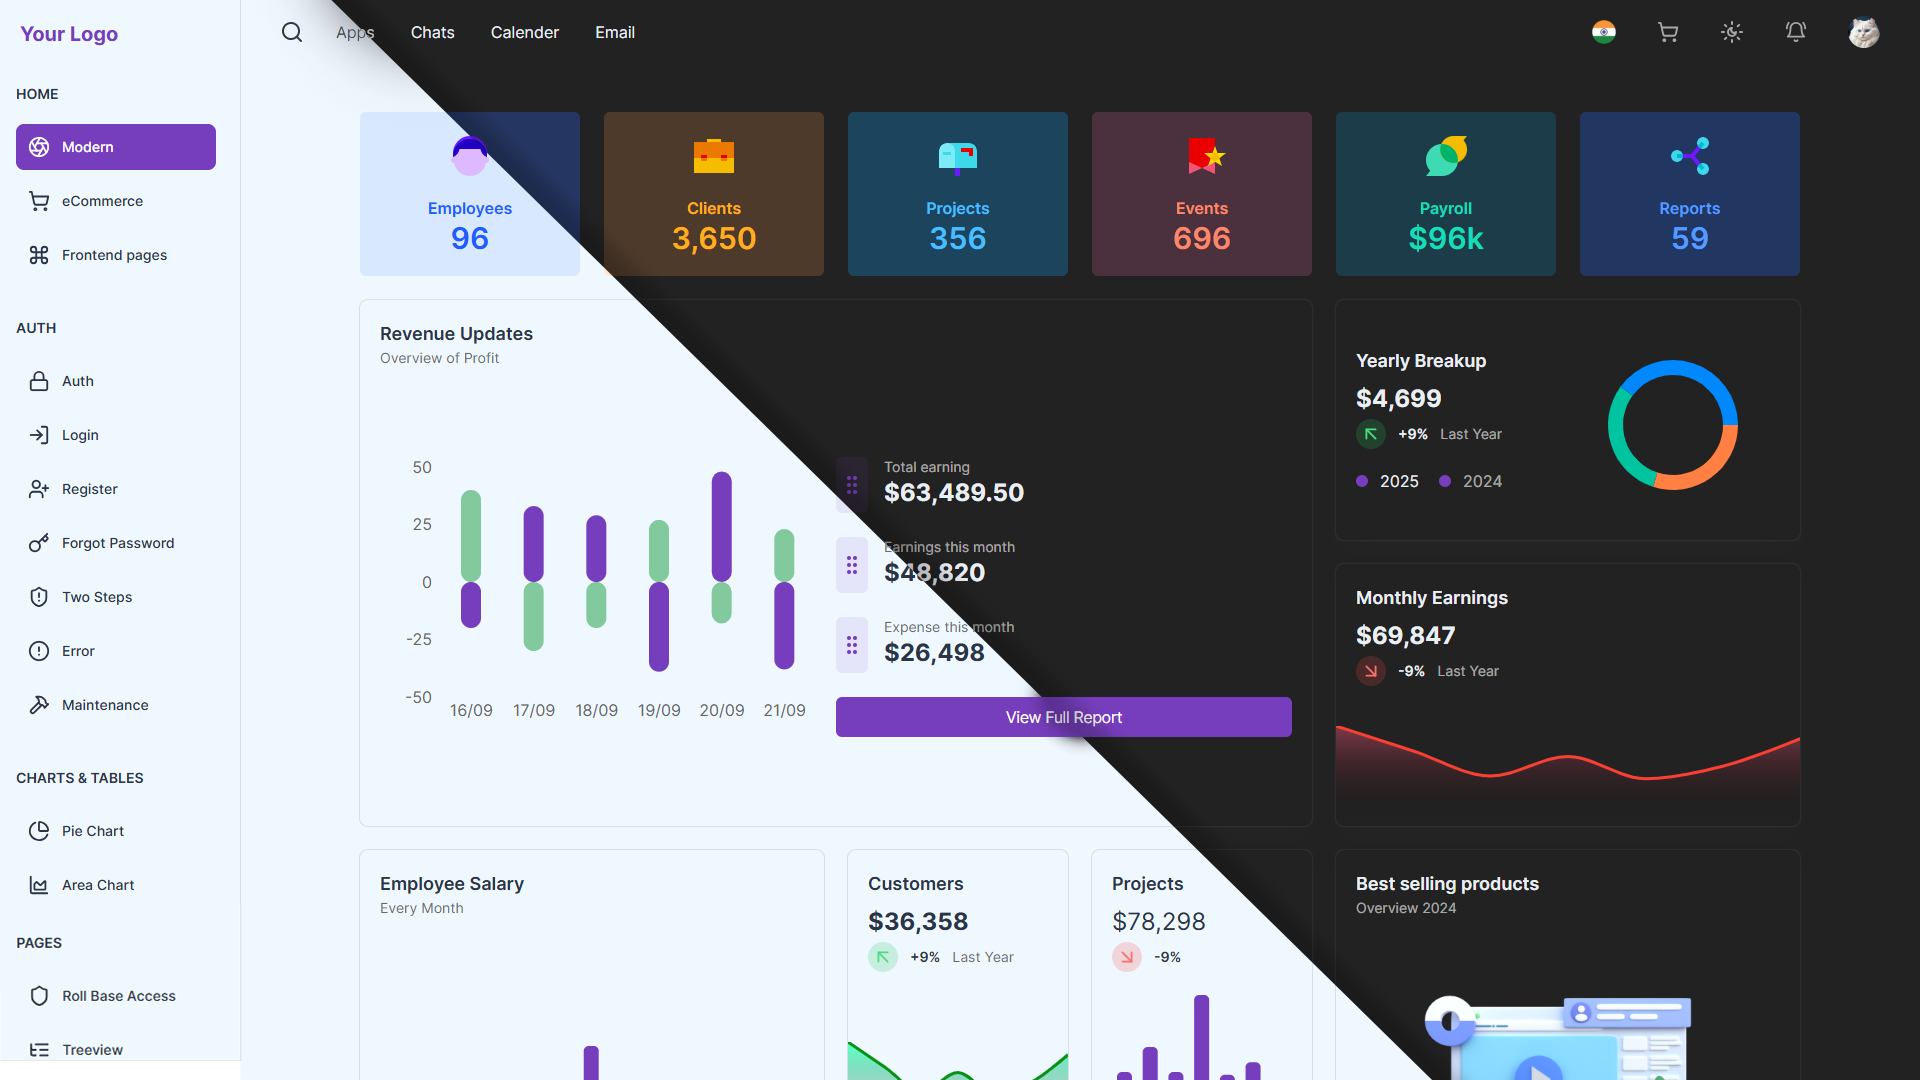 Your Logo
HOME
Modern
eCommerce
Frontend pages
AUTH
Auth
Login
Register
Forgot Password
Two Steps
Error
Maintenance
CHARTS & TABLES
Pie Chart
Area Chart
PAGES
Roll Base Access
Treeview
Apps Chats Calender Email
Employees
96
Clients
3,650
Projects
356
Events
696
Payroll
$96k
Reports
59
Revenue Updates
Overview of Profit
50
25
0
-25
-50
16/09 17/09 18/09 19/09 20/09 21/09
Total earning
$63,489.50
Earnings this month
$48,820
Expense this month
$26,498
View Full Report
Yearly Breakup
$4,699
+9% Last Year
2025 2024
Monthly Earnings
$69,847
-9% Last Year
Employee Salary
Every Month
Customers
$36,358
+9% Last Year
Projects
$78,298
-9%
Best selling products
Overview 2024